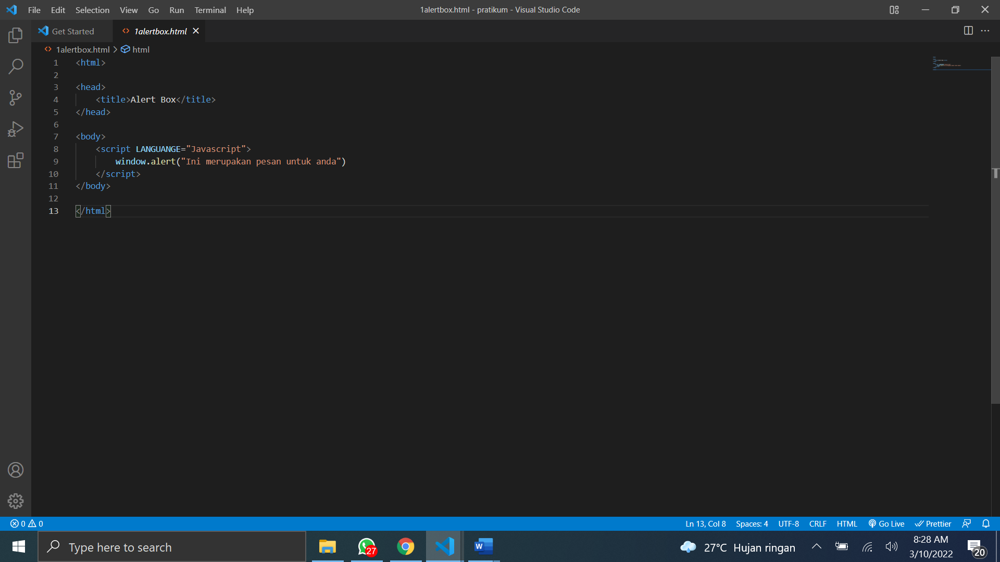 File Edit Selection View Go Run Terminal Help
1alertbox.html - pratikum - Visual Studio Code
Get Started
1alertbox.html
1alertbox.html > html
1 <html>
2
3 <head>
4 <title>Alert Box</title>
5 </head>
6
7 <body>
8 <script LANGUANGE="Javascript">
9 window.alert("Ini merupakan pesan untuk anda")
10 </script>
11 </body>
12
13 </html>
0 0
Ln 13, Col 8 Spaces: 4 UTF-8 CRLF HTML Go Live Prettier
Type here to search
27
W
27°C Hujan ringan
8:28 AM
3/10/2022
20